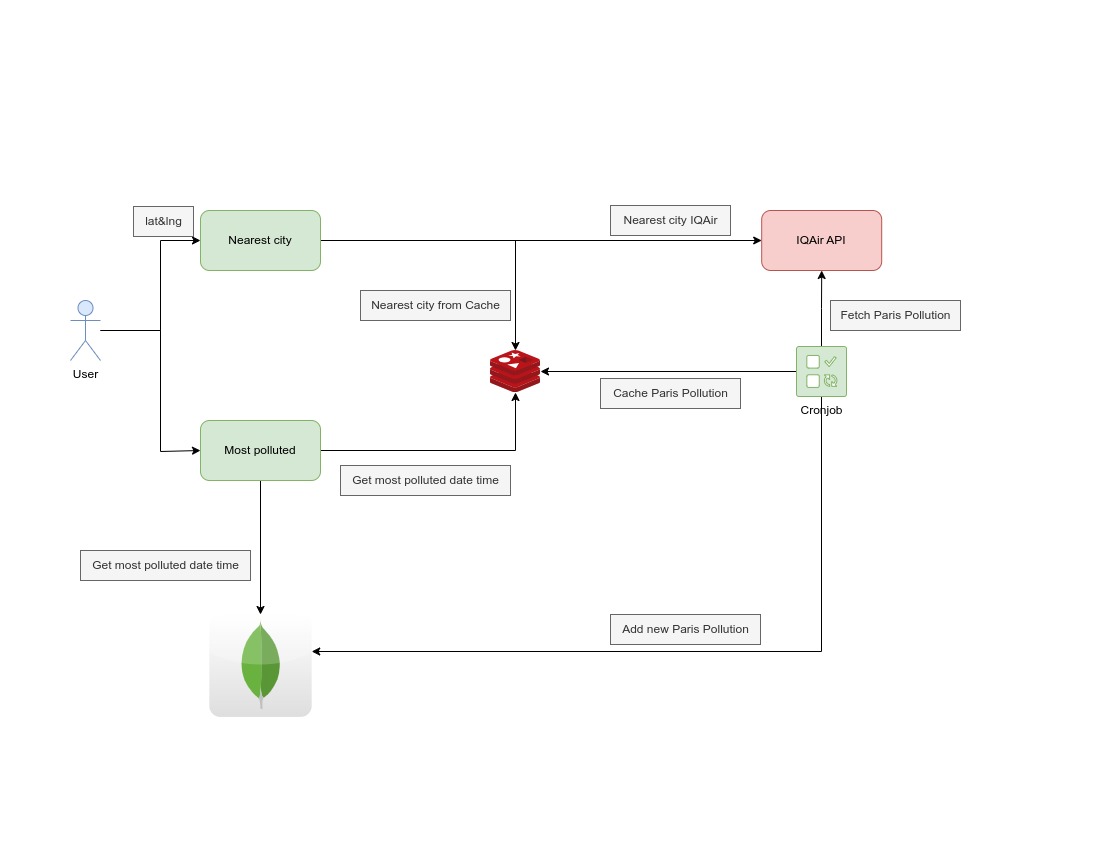 lat&lng
Nearest city
Nearest city IQAir
IQAir API
Nearest city from Cache
Fetch Paris Pollution
User
Cache Paris Pollution
Cronjob
Most polluted
Get most polluted date time
Get most polluted date time
Add new Paris Pollution